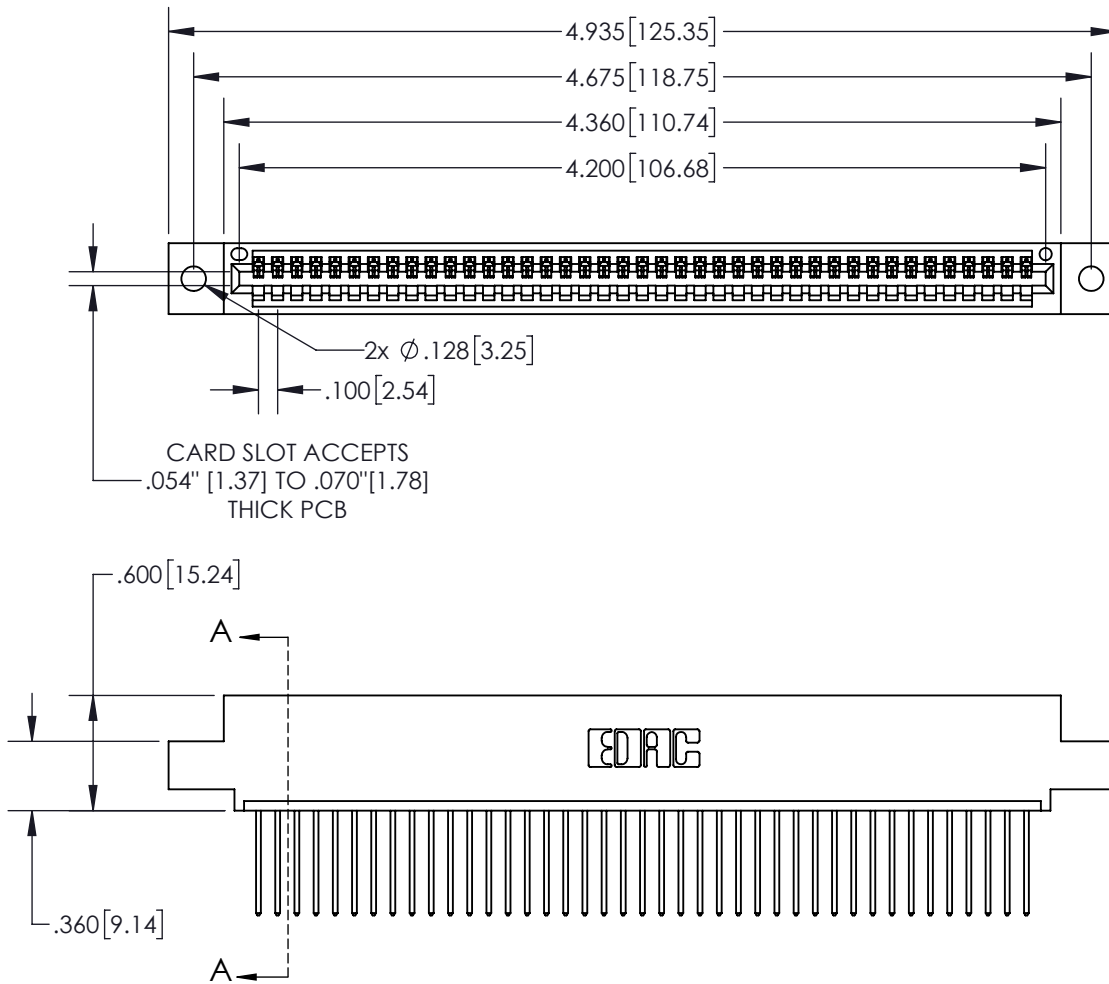 4.935[125.35]
4.675[118.75]
4.360[110.74]
4.200[106.68]
2x Ø.128[3.25]
.100[2.54]
CARD SLOT ACCEPTS
.054" [1.37] TO .070"[1.78]
THICK PCB
.600[15.24]
A
EDAC
.360[9.14]
A